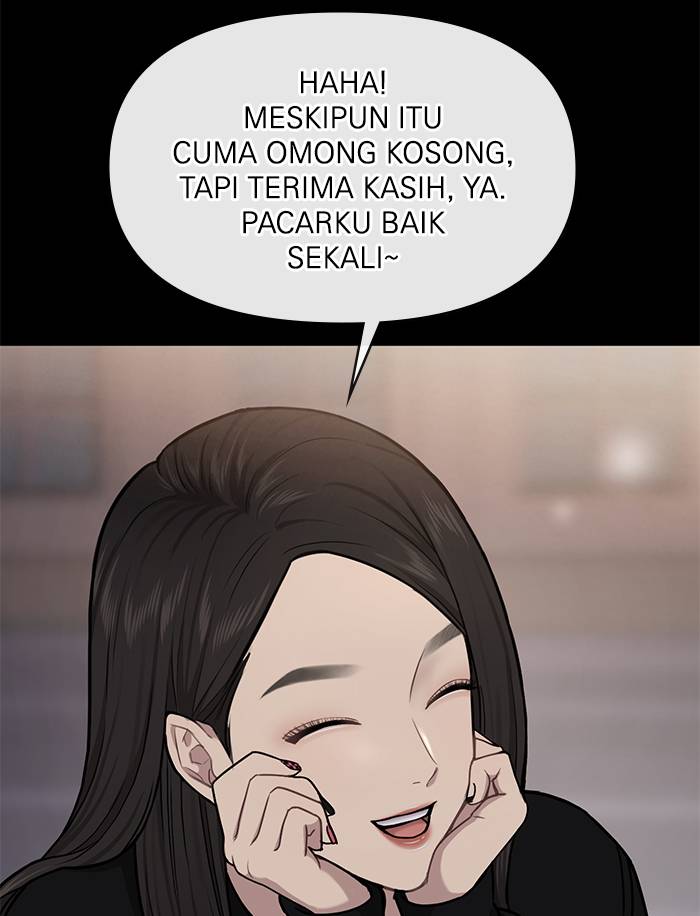 HAHA!
MESKIPUN ITU
CUMA OMONG KOSONG,
TAPI TERIMA KASIH, YA.
PACARKU BAIK
SEKALI~